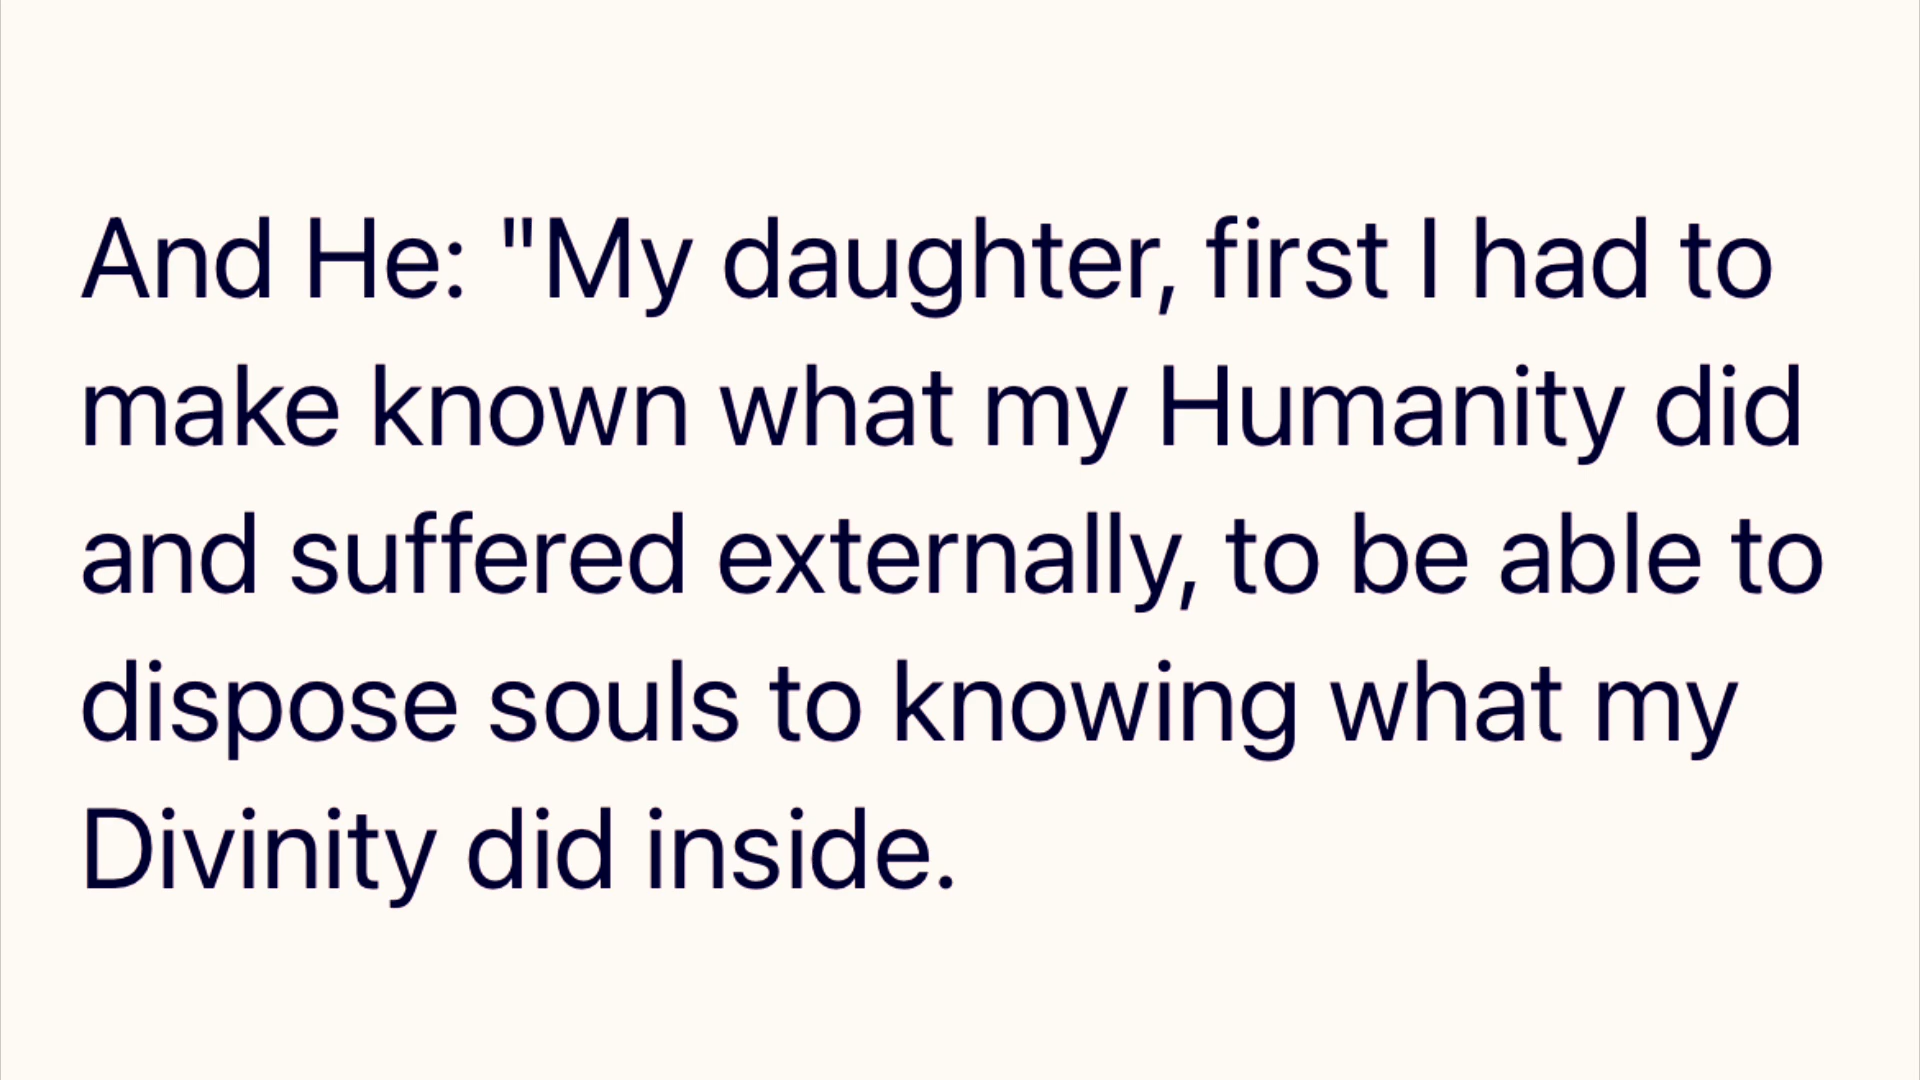 And He: "My daughter, first I had to
make known what my Humanity did
and suffered externally, to be able to
dispose souls to knowing what my
Divinity did inside.